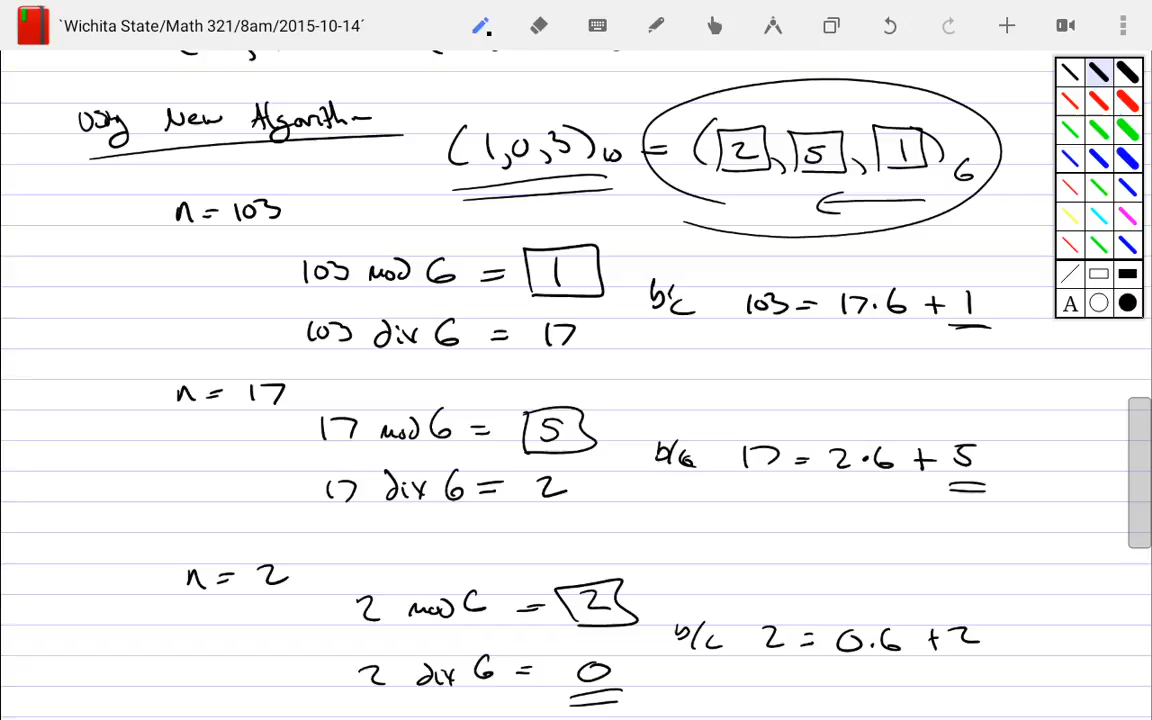 `Wichita State/Math 321/8am/2015-10-14´
Using New Algorithm
(1,0,3)₁₀ = (2,5,1)₆
n = 103
103 mod 6 = 1
b/c 103 = 17·6 + 1
103 div 6 = 17
n = 17
17 mod 6 = 5
b/c 17 = 2·6 + 5
17 div 6 = 2
n = 2
2 mod 6 = 2
b/c 2 = 0·6 + 2
2 div 6 = 0
A